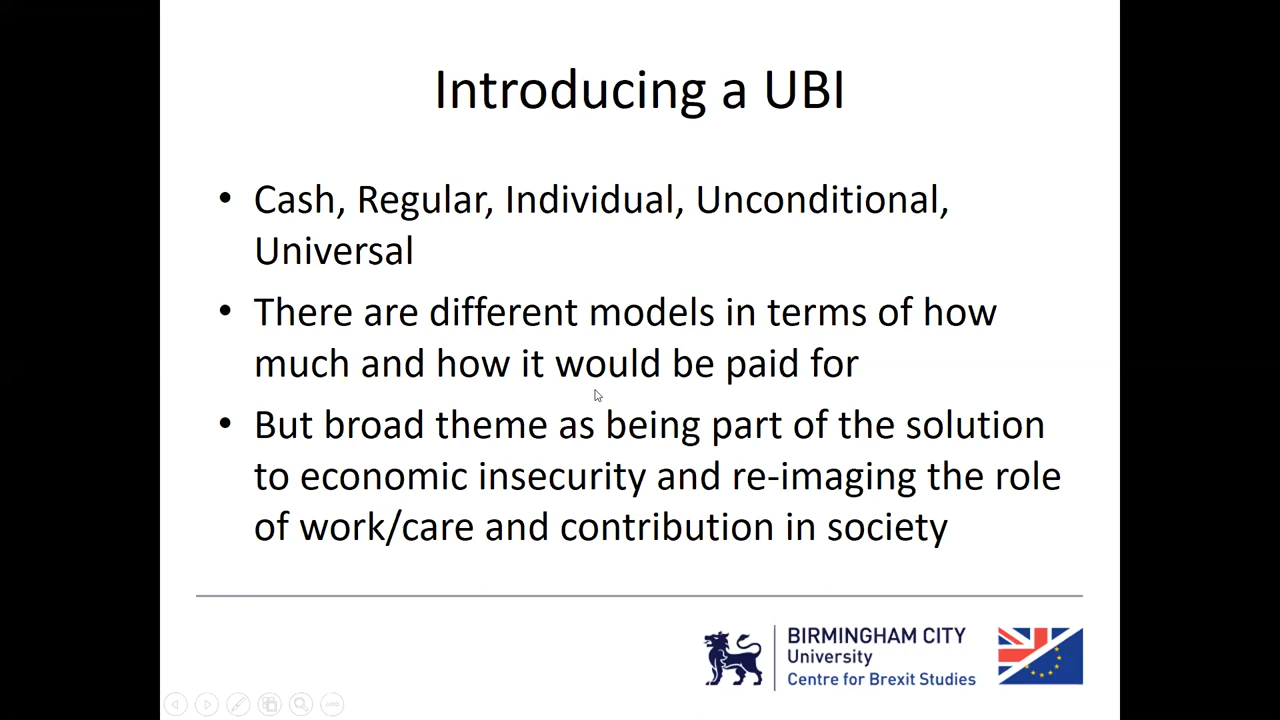 Introducing a UBI
• Cash, Regular, Individual, Unconditional,
Universal
• There are different models in terms of how
much and how it would be paid for
• But broad theme as being part of the solution
to economic insecurity and re-imaging the role
of work/care and contribution in society
BIRMINGHAM CITY
University
Centre for Brexit Studies